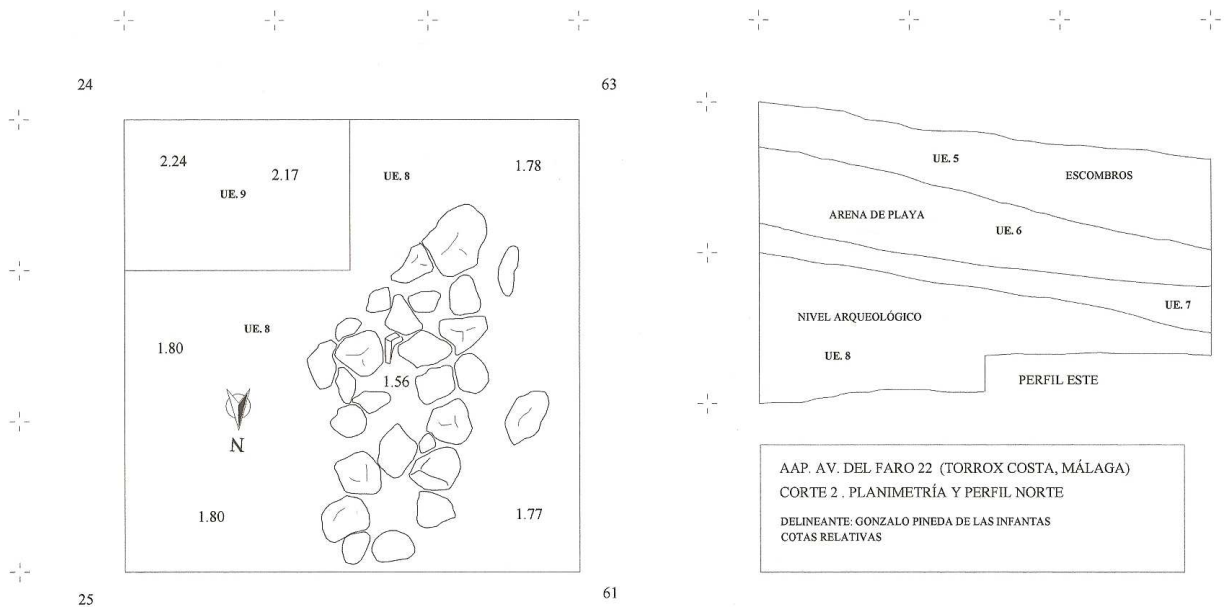 24
63
2.24
2.17
UE. 9
UE. 8
1.78
UE. 8
1.80
1.56
N
1.80
1.77
25
61
UE. 5
ESCOMBROS
ARENA DE PLAYA
UE. 6
UE. 7
NIVEL ARQUEOLÓGICO
UE. 8
PERFIL ESTE
AAP. AV. DEL FARO 22 (TORROX COSTA, MÁLAGA)
CORTE 2 . PLANIMETRÍA Y PERFIL NORTE
DELINEANTE: GONZALO PINEDA DE LAS INFANTAS
COTAS RELATIVAS